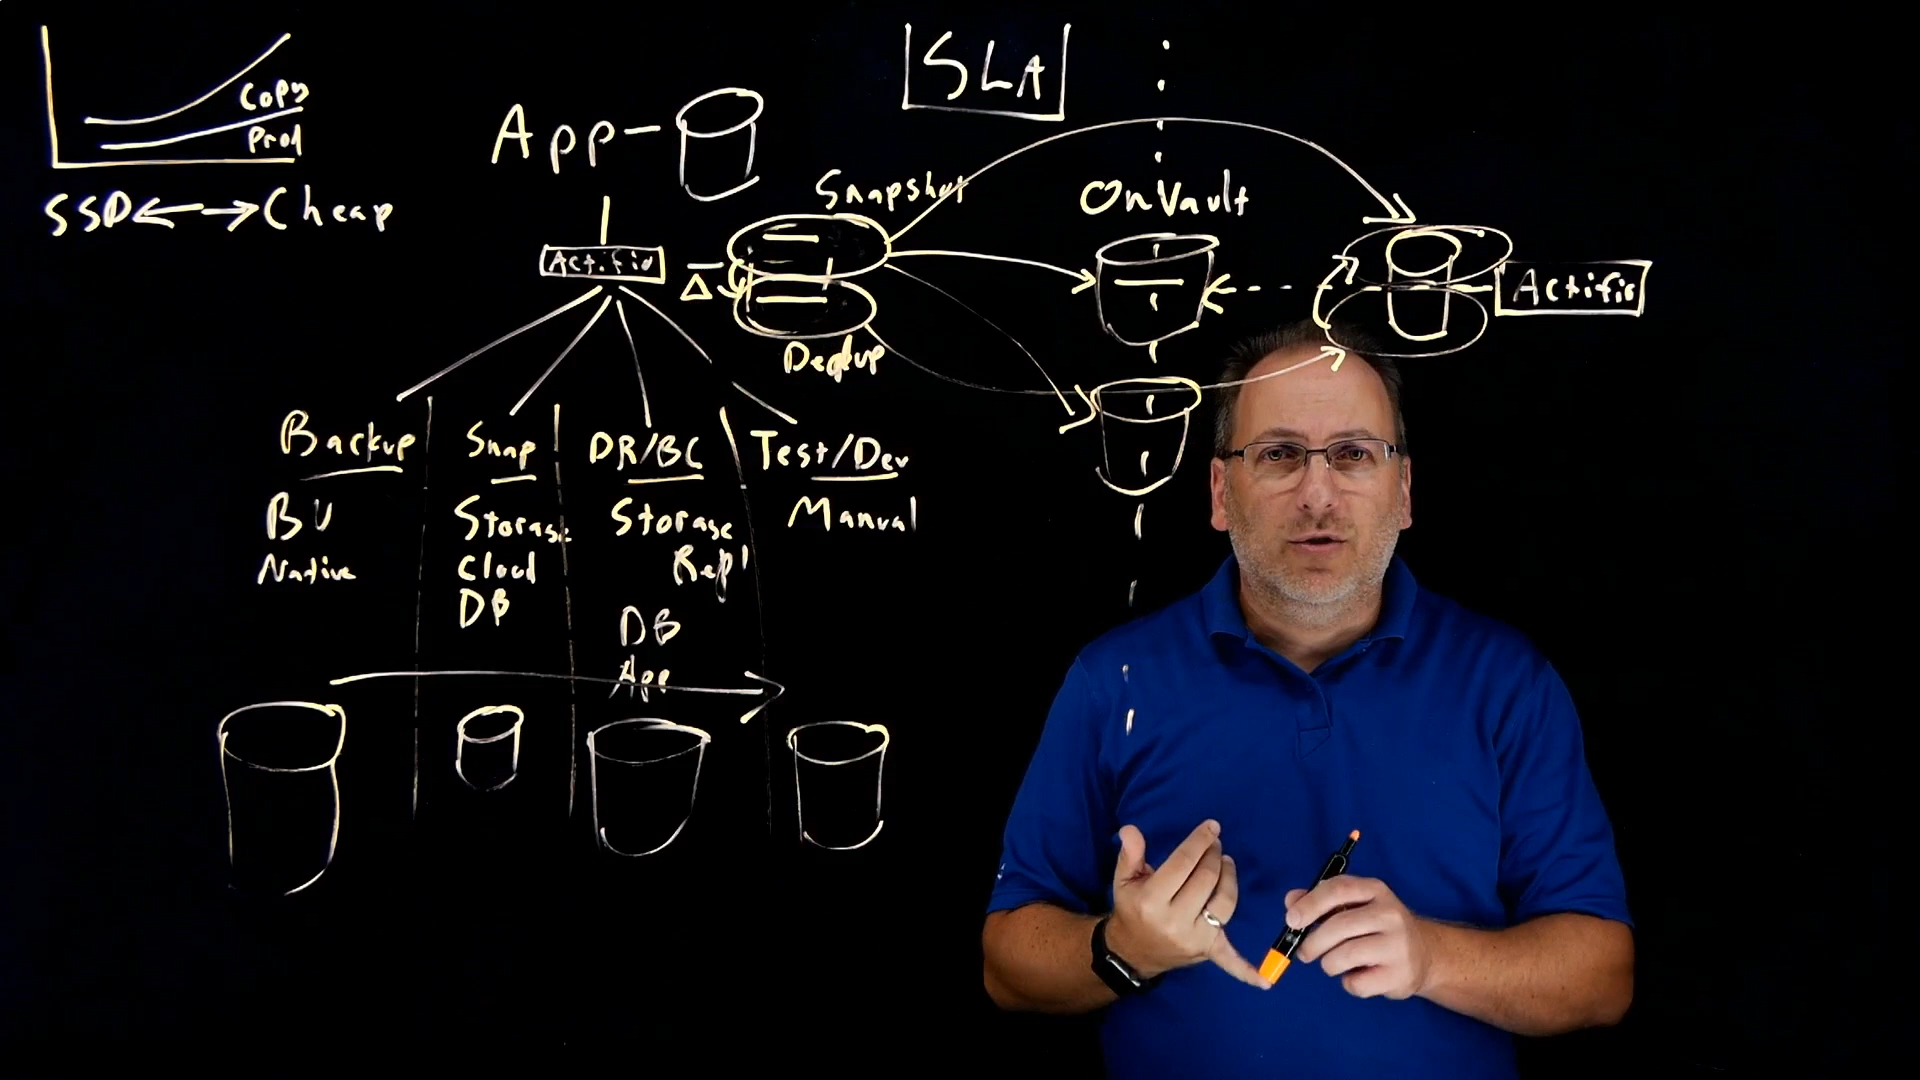 Copy
Prod
SSD Cheap
App
SLA
Snapshot
OnVault
Actifio
Δ
Actifio
Dedup
Backup
BU
Native
Snap
Storage
Cloud
DB
DR/BC
Storage
Repl
DB
App
Test/Dev
Manual